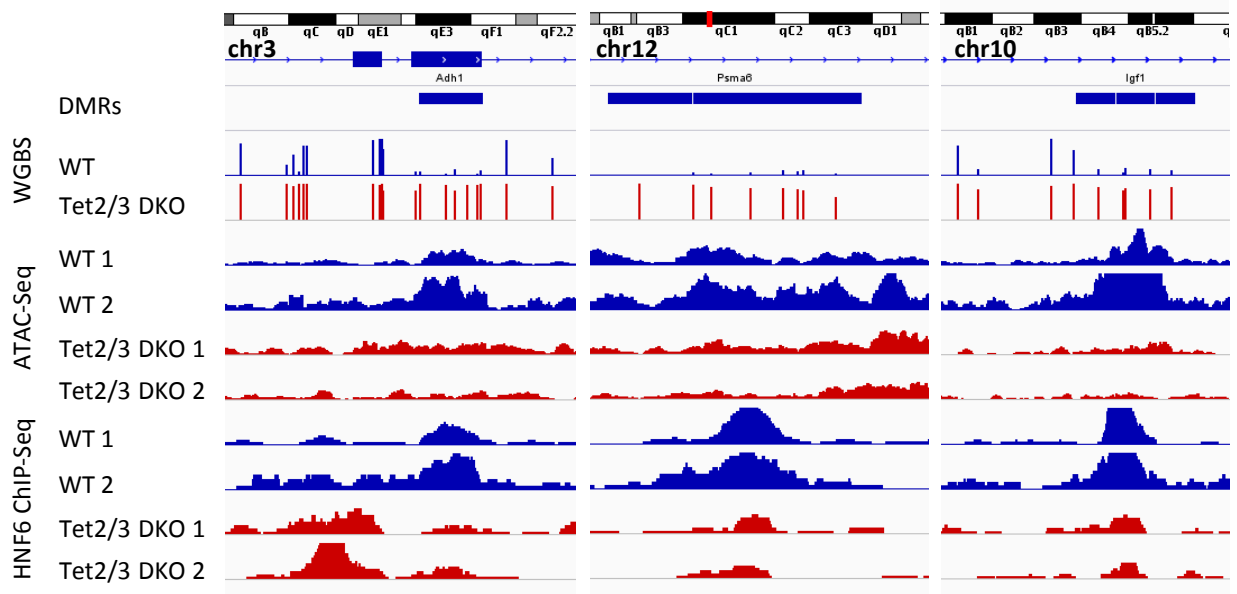 qB qC qD qE1 qE3 qF1 qF2.2
qB1 qB3 qC1 qC2 qC3 qD1
qB1 qB2 qB3 qB4 qB5.2 q
chr3 chr12 chr10
Adh1 Psma6 Igf1
DMRs
WGBS
WT
Tet2/3 DKO
ATAC-Seq
WT 1
WT 2
Tet2/3 DKO 1
Tet2/3 DKO 2
HNF6 ChIP-Seq
WT 1
WT 2
Tet2/3 DKO 1
Tet2/3 DKO 2